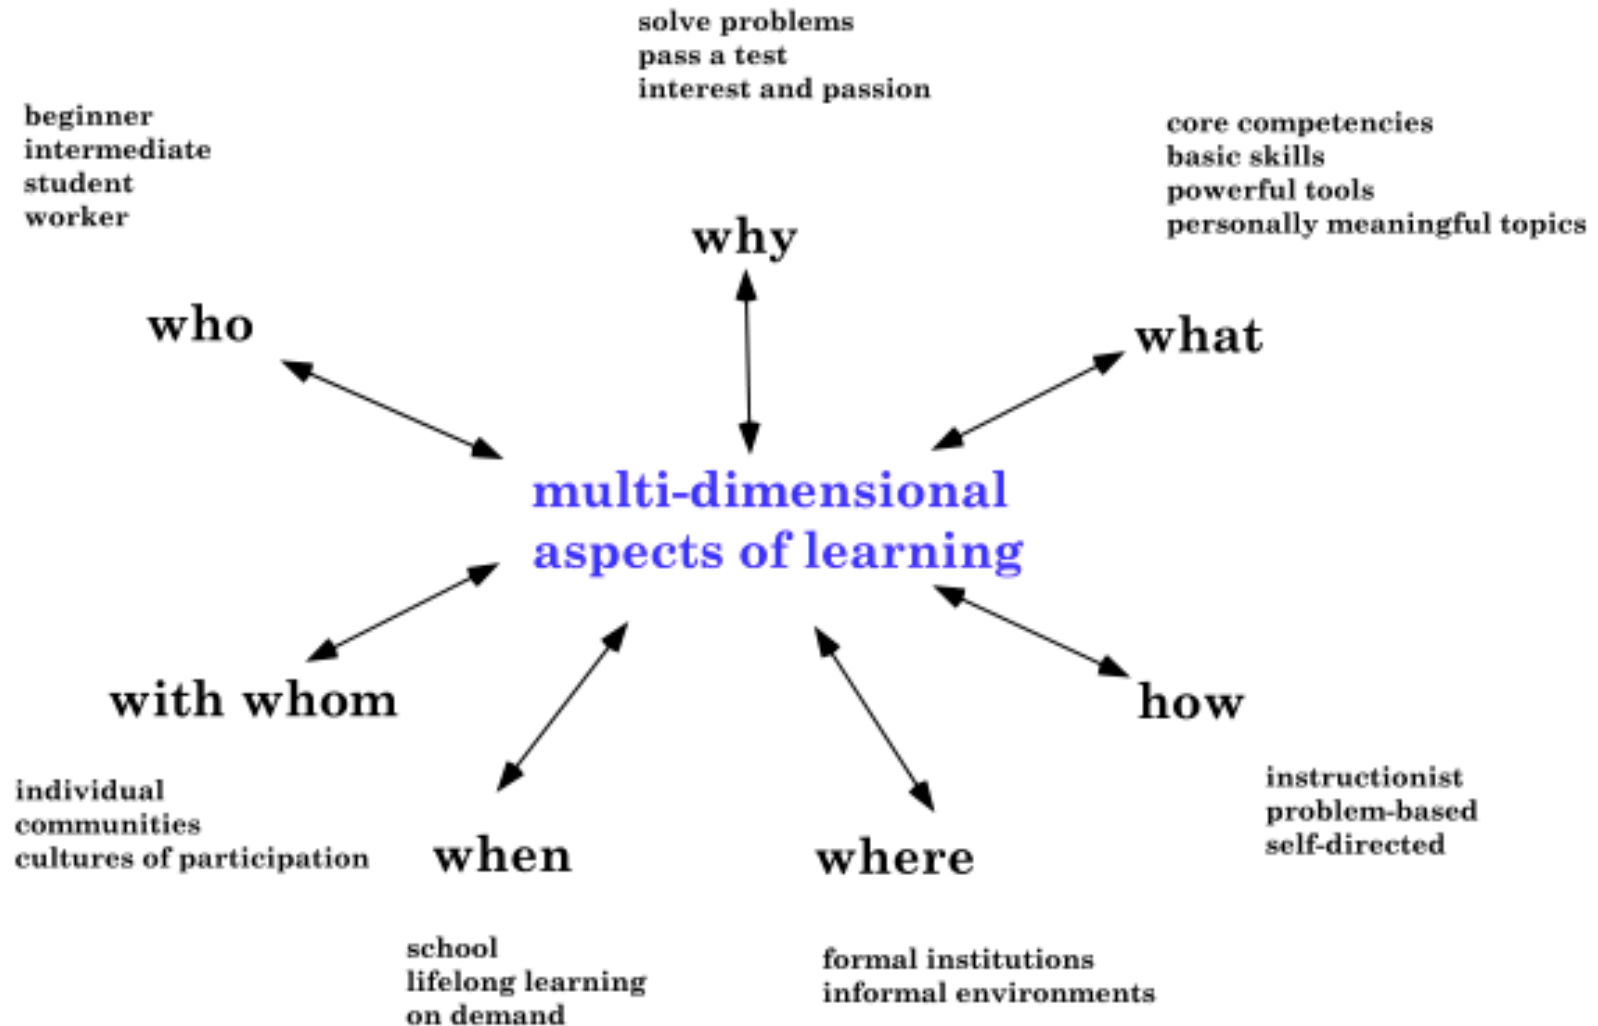 solve problems
pass a test
interest and passion
beginner
intermediate
student
worker
core competencies
basic skills
powerful tools
personally meaningful topics
why
who
what
multi-dimensional
aspects of learning
with whom
how
individual
communities
cultures of participation
instructionist
problem-based
self-directed
when
where
school
lifelong learning
on demand
formal institutions
informal environments